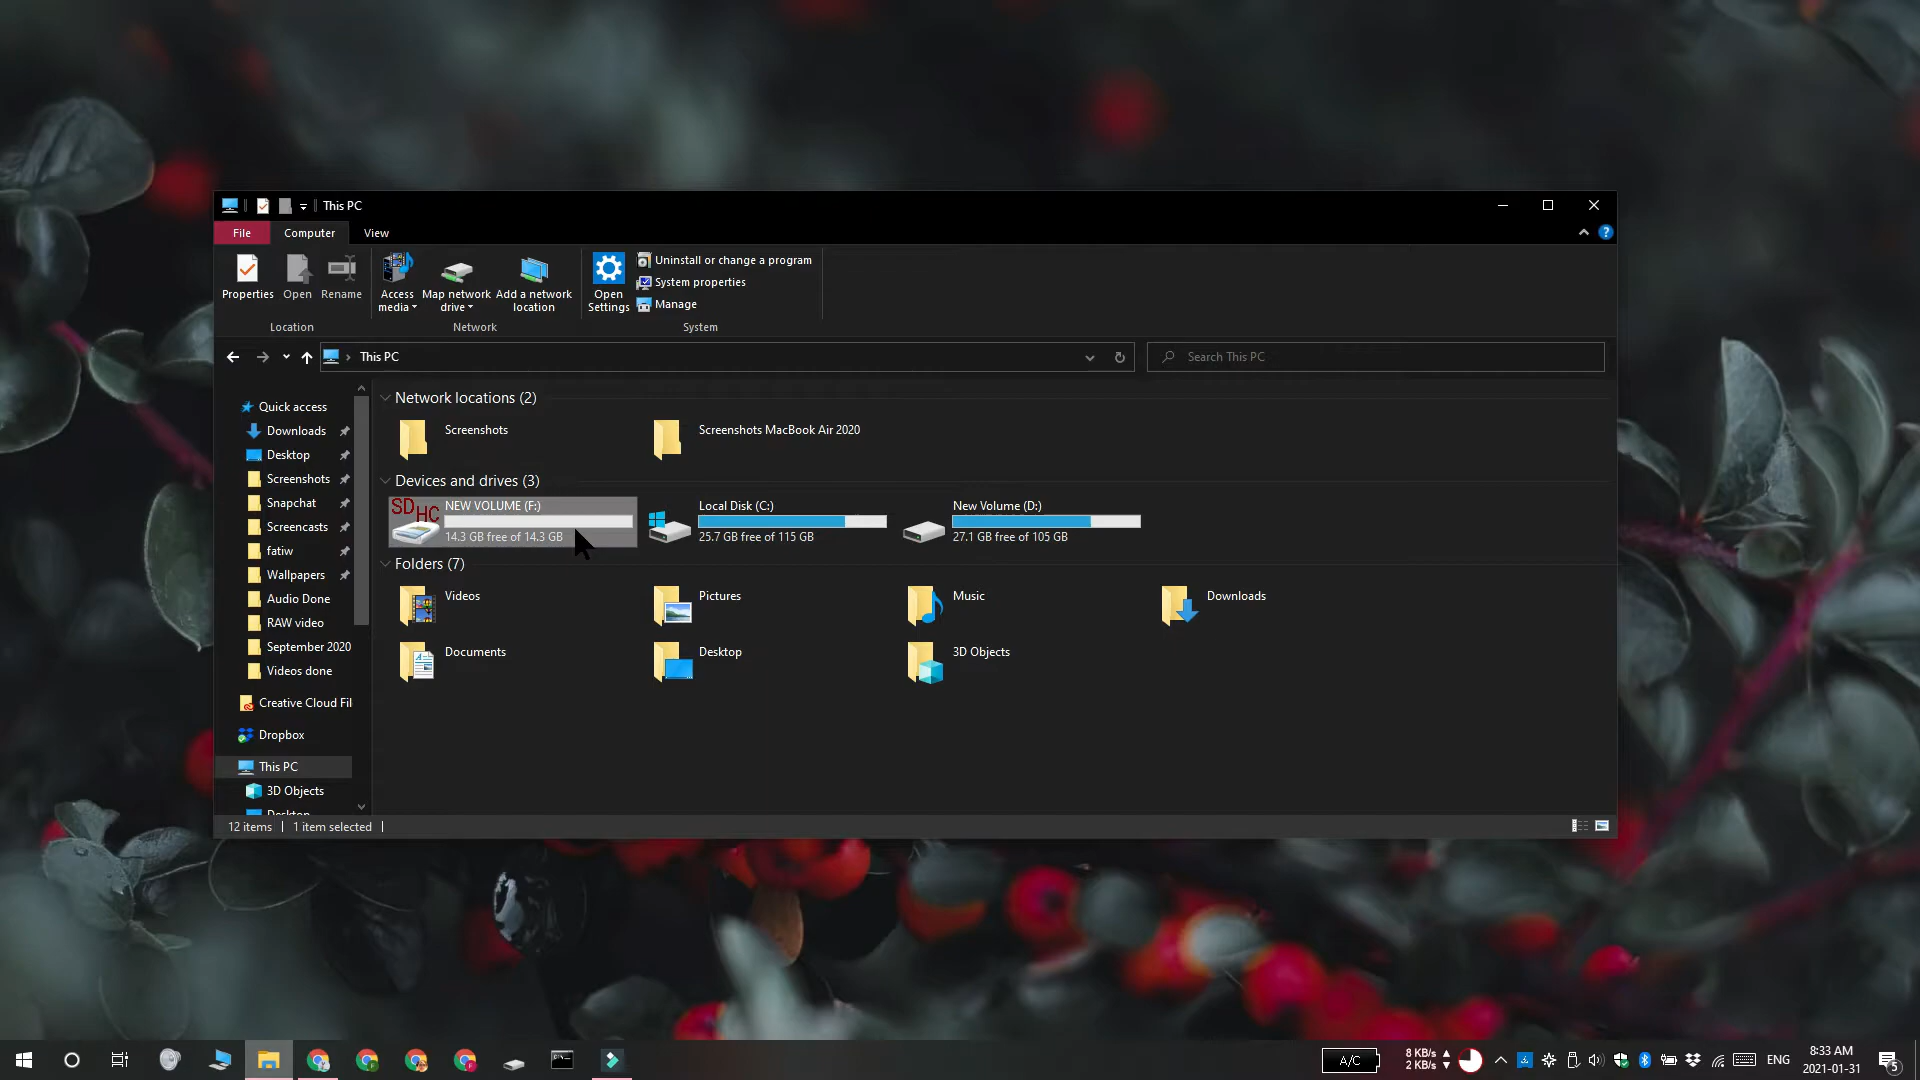 This PC
File
Computer
View
Properties
Open
Rename
Access media
Map network drive
Add a network location
Open Settings
Uninstall or change a program
System properties
Manage
Location
Network
System
This PC
Search This PC
Quick access
Downloads
Desktop
Screenshots
Snapchat
Screencasts
fatiw
Wallpapers
Audio Done
RAW video
September 2020
Videos done
Creative Cloud Fil
Dropbox
This PC
3D Objects
Desktop
Network locations (2)
Screenshots
Screenshots MacBook Air 2020
Devices and drives (3)
SDHC
NEW VOLUME (F:)
14.3 GB free of 14.3 GB
Local Disk (C:)
25.7 GB free of 115 GB
New Volume (D:)
27.1 GB free of 105 GB
Folders (7)
Videos
Pictures
Music
Downloads
Documents
Desktop
3D Objects
12 items
1 item selected
A/C
8 KB/s
2 KB/s
ENG
8:33 AM
2021-01-31
5